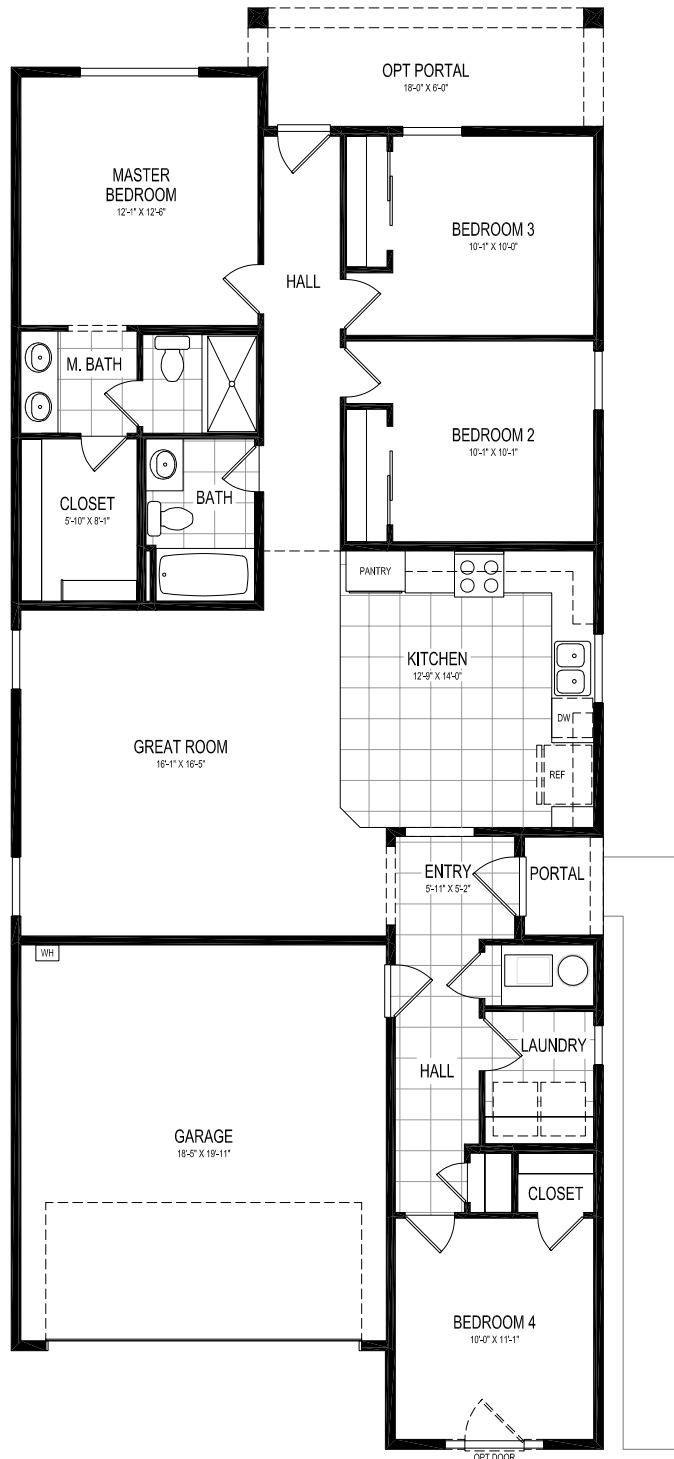 OPT PORTAL
18'-0" X 6'-0"
MASTER
BEDROOM
12'-1" X 12'-6"
BEDROOM 3
10'-1" X 10'-0"
HALL
M. BATH
BEDROOM 2
10'-1" X 10'-1"
CLOSET
5'-10" X 8'-1"
BATH
PANTRY
KITCHEN
12'-9" X 14'-0"
DW
GREAT ROOM
16'-1" X 16'-5"
REF
ENTRY
5'-11" X 5'-2"
PORTAL
WH
LAUNDRY
HALL
GARAGE
18'-5" X 19'-11"
CLOSET
BEDROOM 4
10'-0" X 11'-1"
OPT DOOR